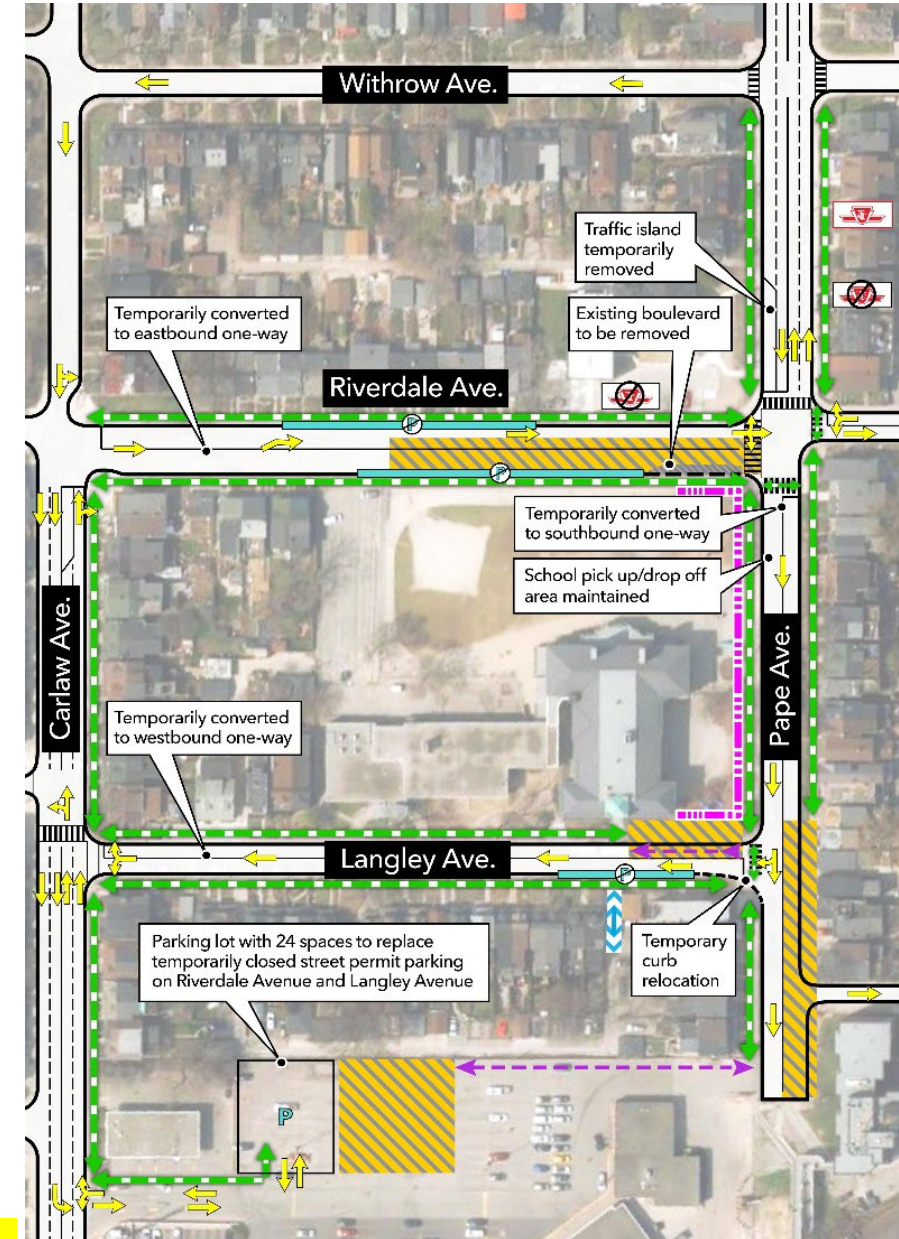 Withrow Ave.
Traffic island
temporarily
removed
Temporarily converted
to eastbound one-way
Existing boulevard
to be removed
Riverdale Ave.
P
P
Temporarily converted
to southbound one-way
School pick up/drop off
area maintained
Carlaw Ave.
Pape Ave.
Temporarily converted
to westbound one-way
Langley Ave.
P
Parking lot with 24 spaces to replace
temporarily closed street permit parking
on Riverdale Avenue and Langley Avenue
Temporary
curb
relocation
P